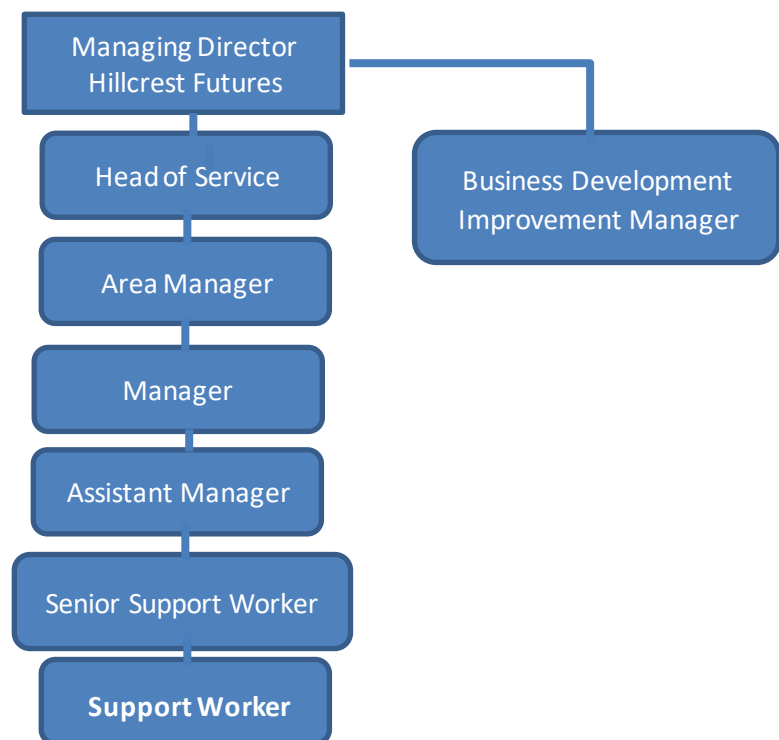 Managing Director
Hillcrest Futures
Head of Service
Business Development
Improvement Manager
Area Manager
Manager
Assistant Manager
Senior Support Worker
Support Worker